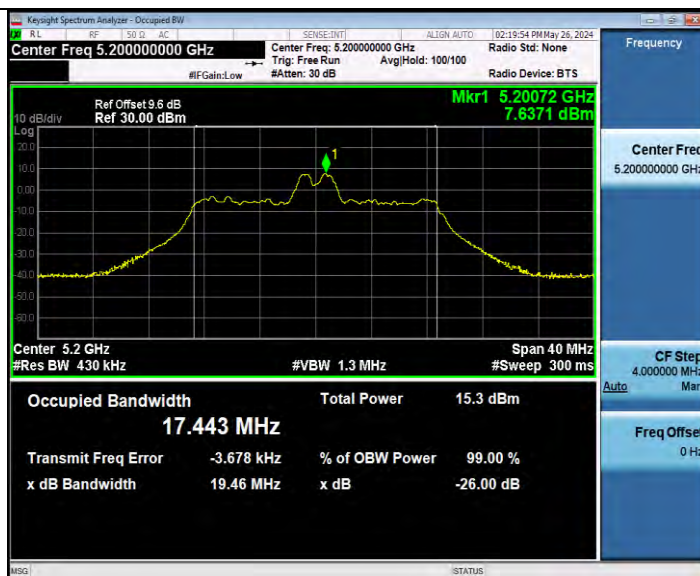 Keysight Spectrum Analyzer - Occupied BW
RL RF 50 Ω AC SENSE:INT ALIGN AUTO 02:19:54 PM May 26, 2024
Center Freq 5.200000000 GHz
Center Freq: 5.200000000 GHz
Radio Std: None
Trig: Free Run Avg|Hold: 100/100
#IFGain:Low #Atten: 30 dB Radio Device: BTS
Frequency
Ref Offset 9.6 dB
10 dB/div Ref 30.00 dBm
Mkr1 5.20072 GHz
7.6371 dBm
Log
20.0
10.0
0.00
-10.0
-20.0
-30.0
-40.0
-50.0
-60.0
1
Center 5.2 GHz Span 40 MHz
#Res BW 430 kHz #VBW 1.3 MHz #Sweep 300 ms
Center Freq
5.200000000 GHz
CF Step
4.000000 MHz
Auto Man
Freq Offset
0 Hz
Occupied Bandwidth Total Power 15.3 dBm
17.443 MHz
Transmit Freq Error -3.678 kHz % of OBW Power 99.00 %
x dB Bandwidth 19.46 MHz x dB -26.00 dB
MSG STATUS